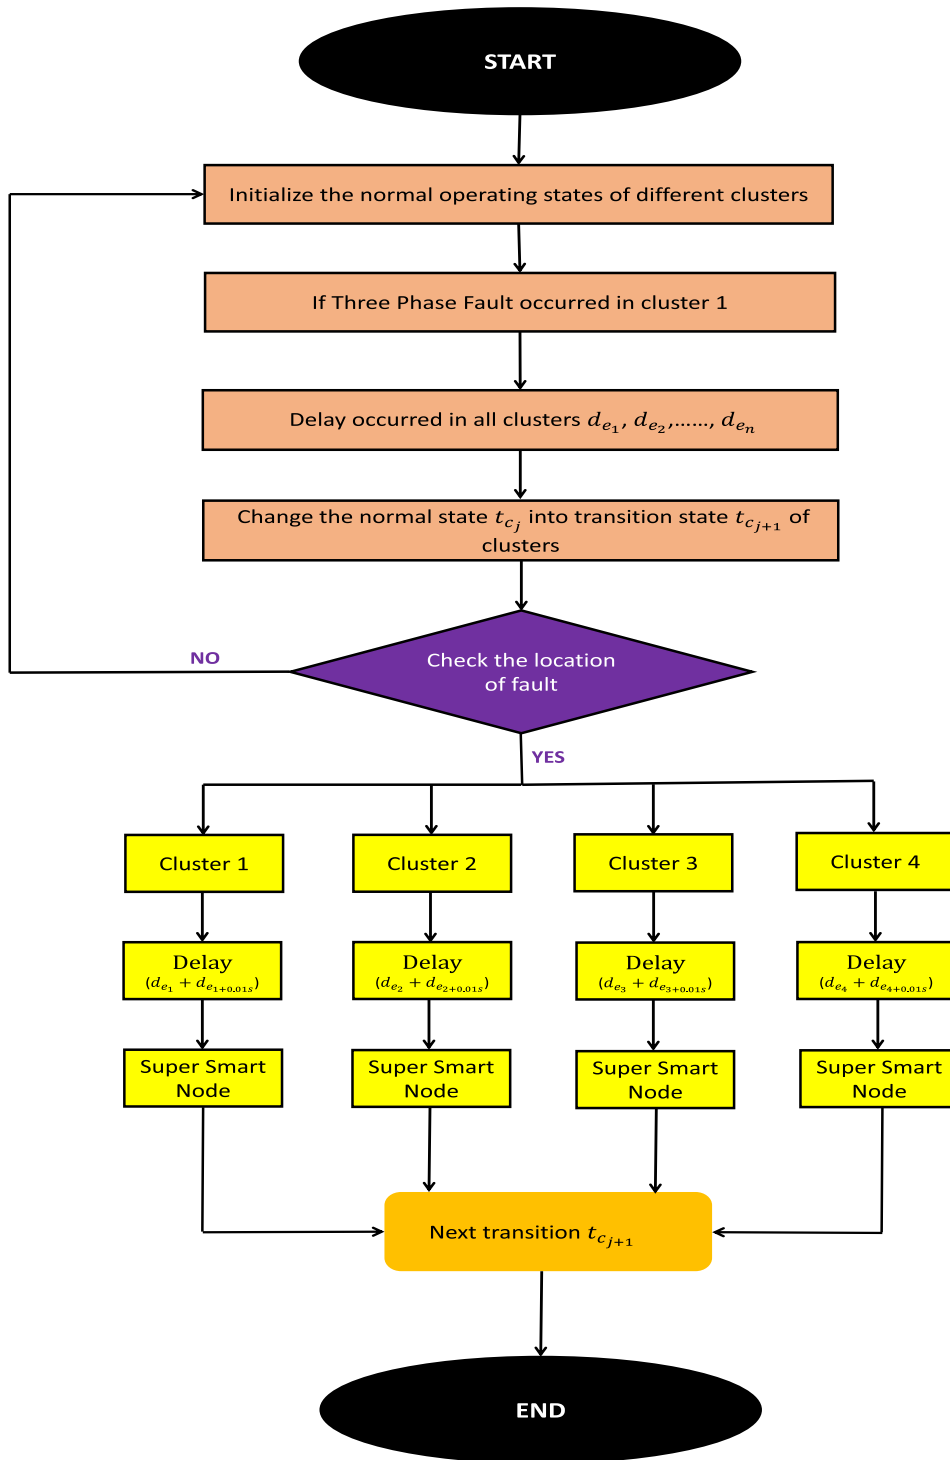 START
Initialize the normal operating states of different clusters
If Three Phase Fault occurred in cluster 1
Delay occurred in all clusters $d_{e_1}$, $d_{e_2}$,……, $d_{e_n}$
Change the normal state $t_{c_j}$ into transition state $t_{c_{j+1}}$ of
clusters
Check the location
of fault
NO
YES
Cluster 1
Cluster 2
Cluster 3
Cluster 4
Delay
$(d_{e_1} + d_{e_{1+0.01s}})$
Delay
$(d_{e_2} + d_{e_{2+0.01s}})$
Delay
$(d_{e_3} + d_{e_{3+0.01s}})$
Delay
$(d_{e_4} + d_{e_{4+0.01s}})$
Super Smart
Node
Super Smart
Node
Super Smart
Node
Super Smart
Node
Next transition $t_{c_{j+1}}$
END